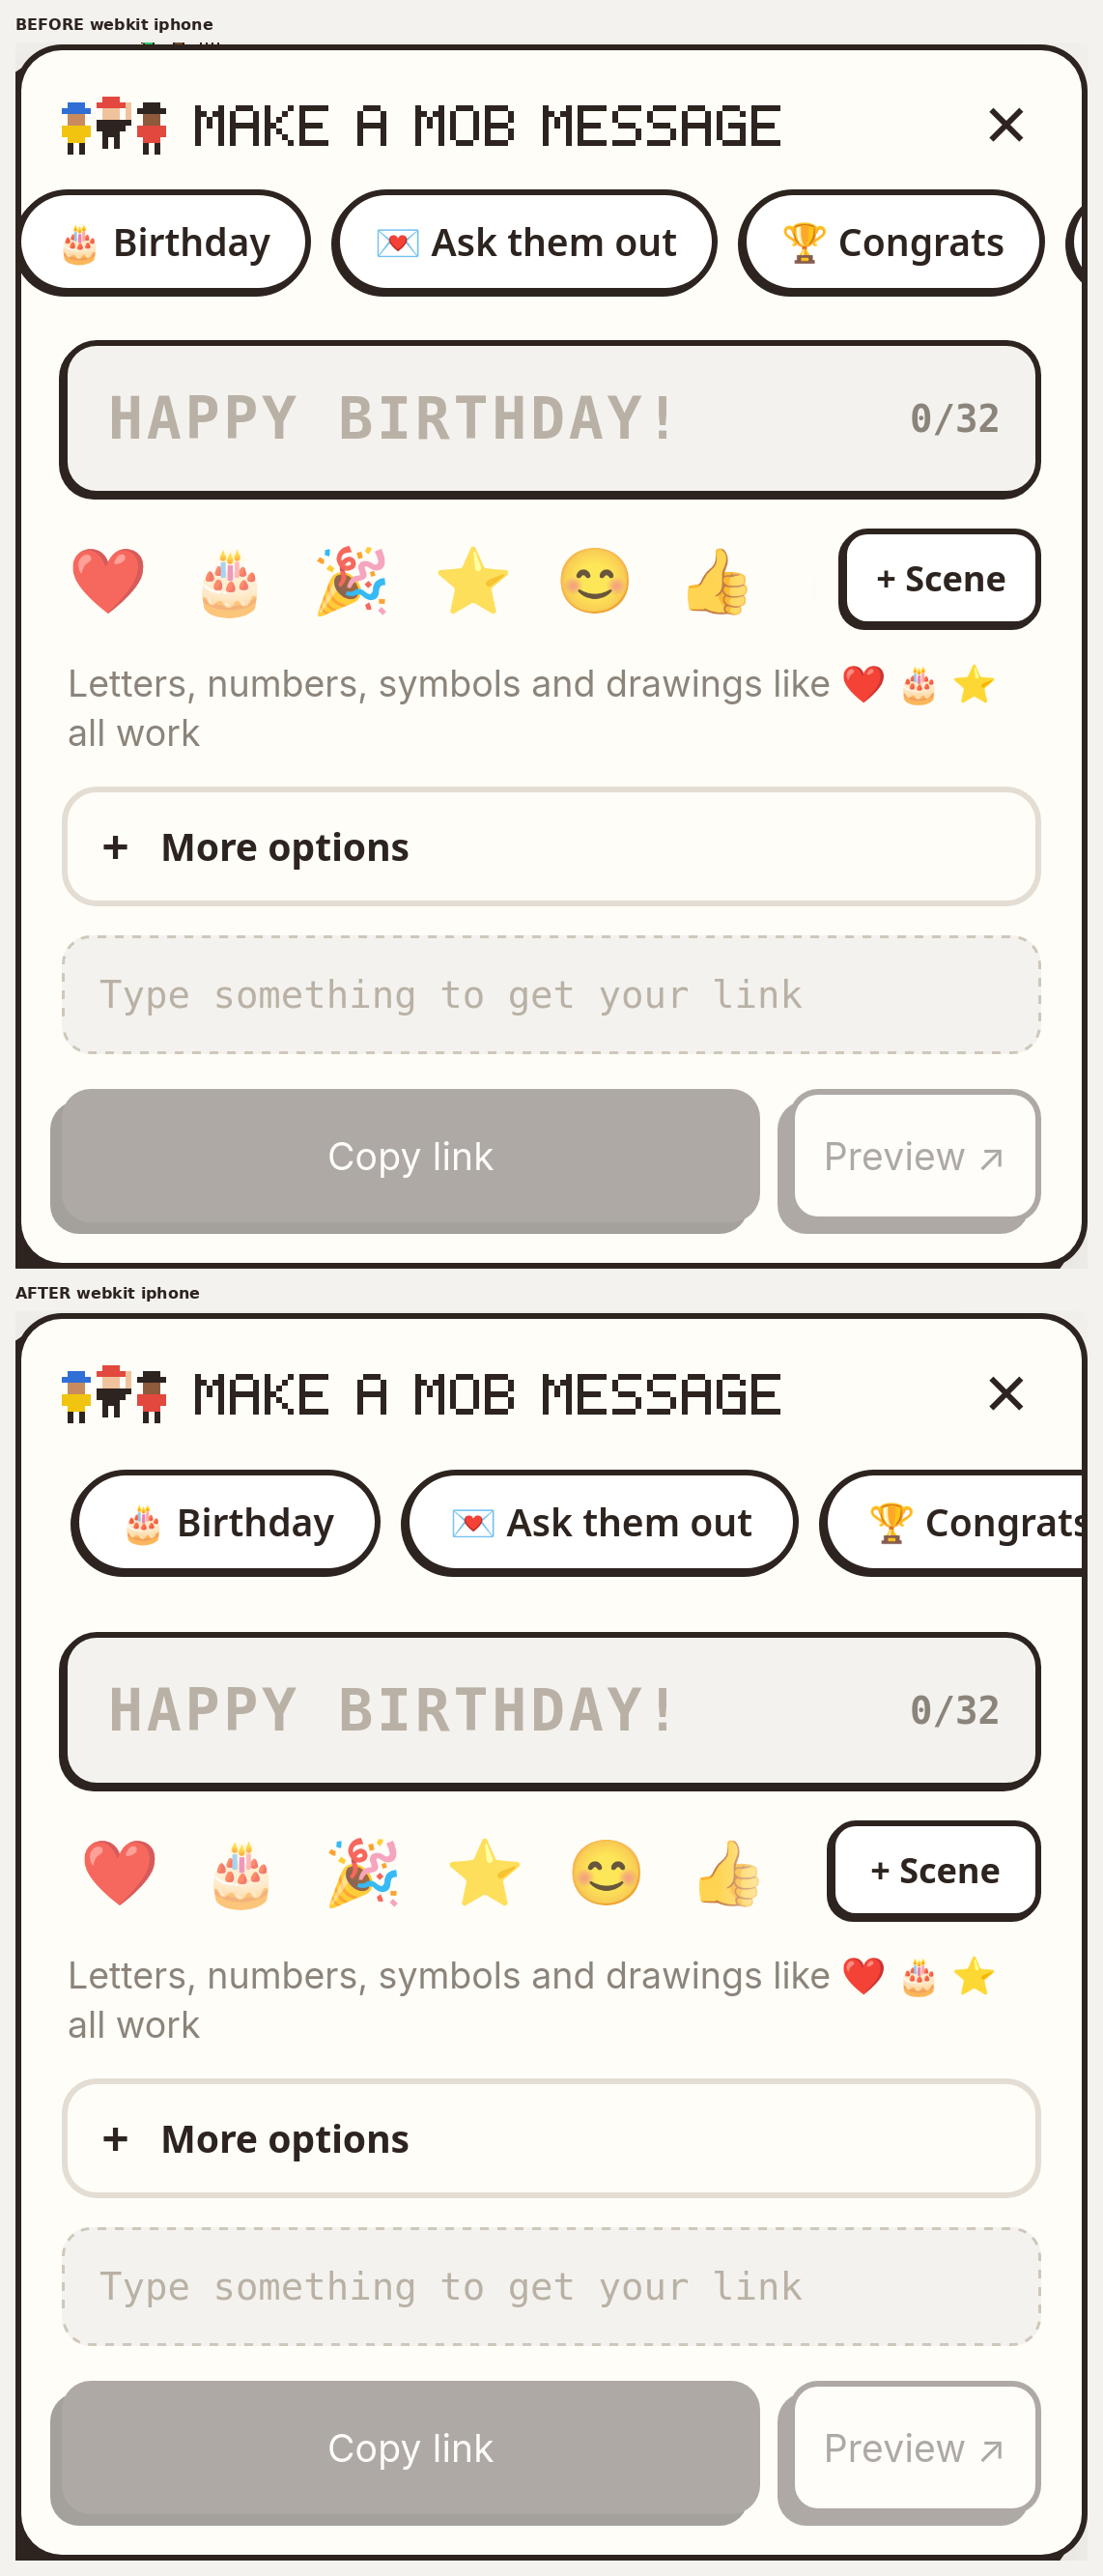 BEFORE webkit iphone
MAKE A MOB MESSAGE ✕
🎂 Birthday 💌 Ask them out 🏆 Congrats
HAPPY BIRTHDAY! 0/32
❤️ 🎂 🎉 ⭐ 😊 👍 + Scene
Letters, numbers, symbols and drawings like ❤️ 🎂 ⭐
all work
+ More options
Type something to get your link
Copy link Preview ↗
AFTER webkit iphone
MAKE A MOB MESSAGE ✕
🎂 Birthday 💌 Ask them out 🏆 Congrats
HAPPY BIRTHDAY! 0/32
❤️ 🎂 🎉 ⭐ 😊 👍 + Scene
Letters, numbers, symbols and drawings like ❤️ 🎂 ⭐
all work
+ More options
Type something to get your link
Copy link Preview ↗